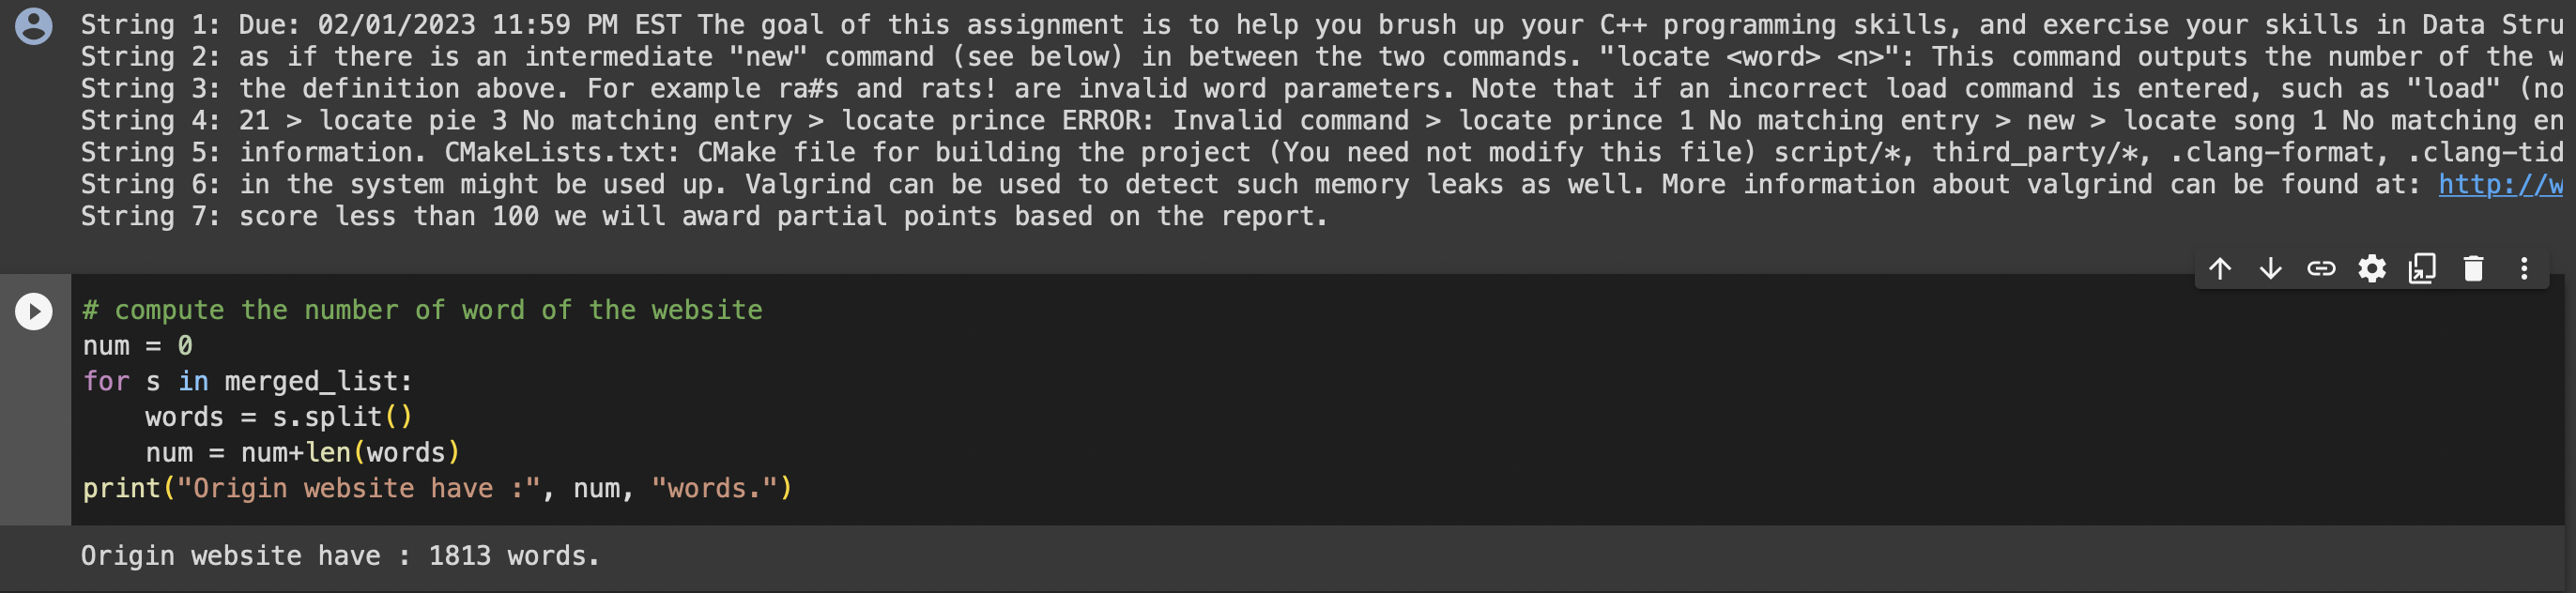 String 1: Due: 02/01/2023 11:59 PM EST The goal of this assignment is to help you brush up your C++ programming skills, and exercise your skills in Data Stru
String 2: as if there is an intermediate "new" command (see below) in between the two commands. "locate <word> <n>": This command outputs the number of the w
String 3: the definition above. For example ra#s and rats! are invalid word parameters. Note that if an incorrect load command is entered, such as "load" (no
String 4: 21 > locate pie 3 No matching entry > locate prince ERROR: Invalid command > locate prince 1 No matching entry > new > locate song 1 No matching en
String 5: information. CMakeLists.txt: CMake file for building the project (You need not modify this file) script/*, third_party/*, .clang-format, .clang-tid
String 6: in the system might be used up. Valgrind can be used to detect such memory leaks as well. More information about valgrind can be found at: http://w
String 7: score less than 100 we will award partial points based on the report.
# compute the number of word of the website
num = 0
for s in merged_list:
    words = s.split()
    num = num+len(words)
print("Origin website have :", num, "words.")
Origin website have : 1813 words.